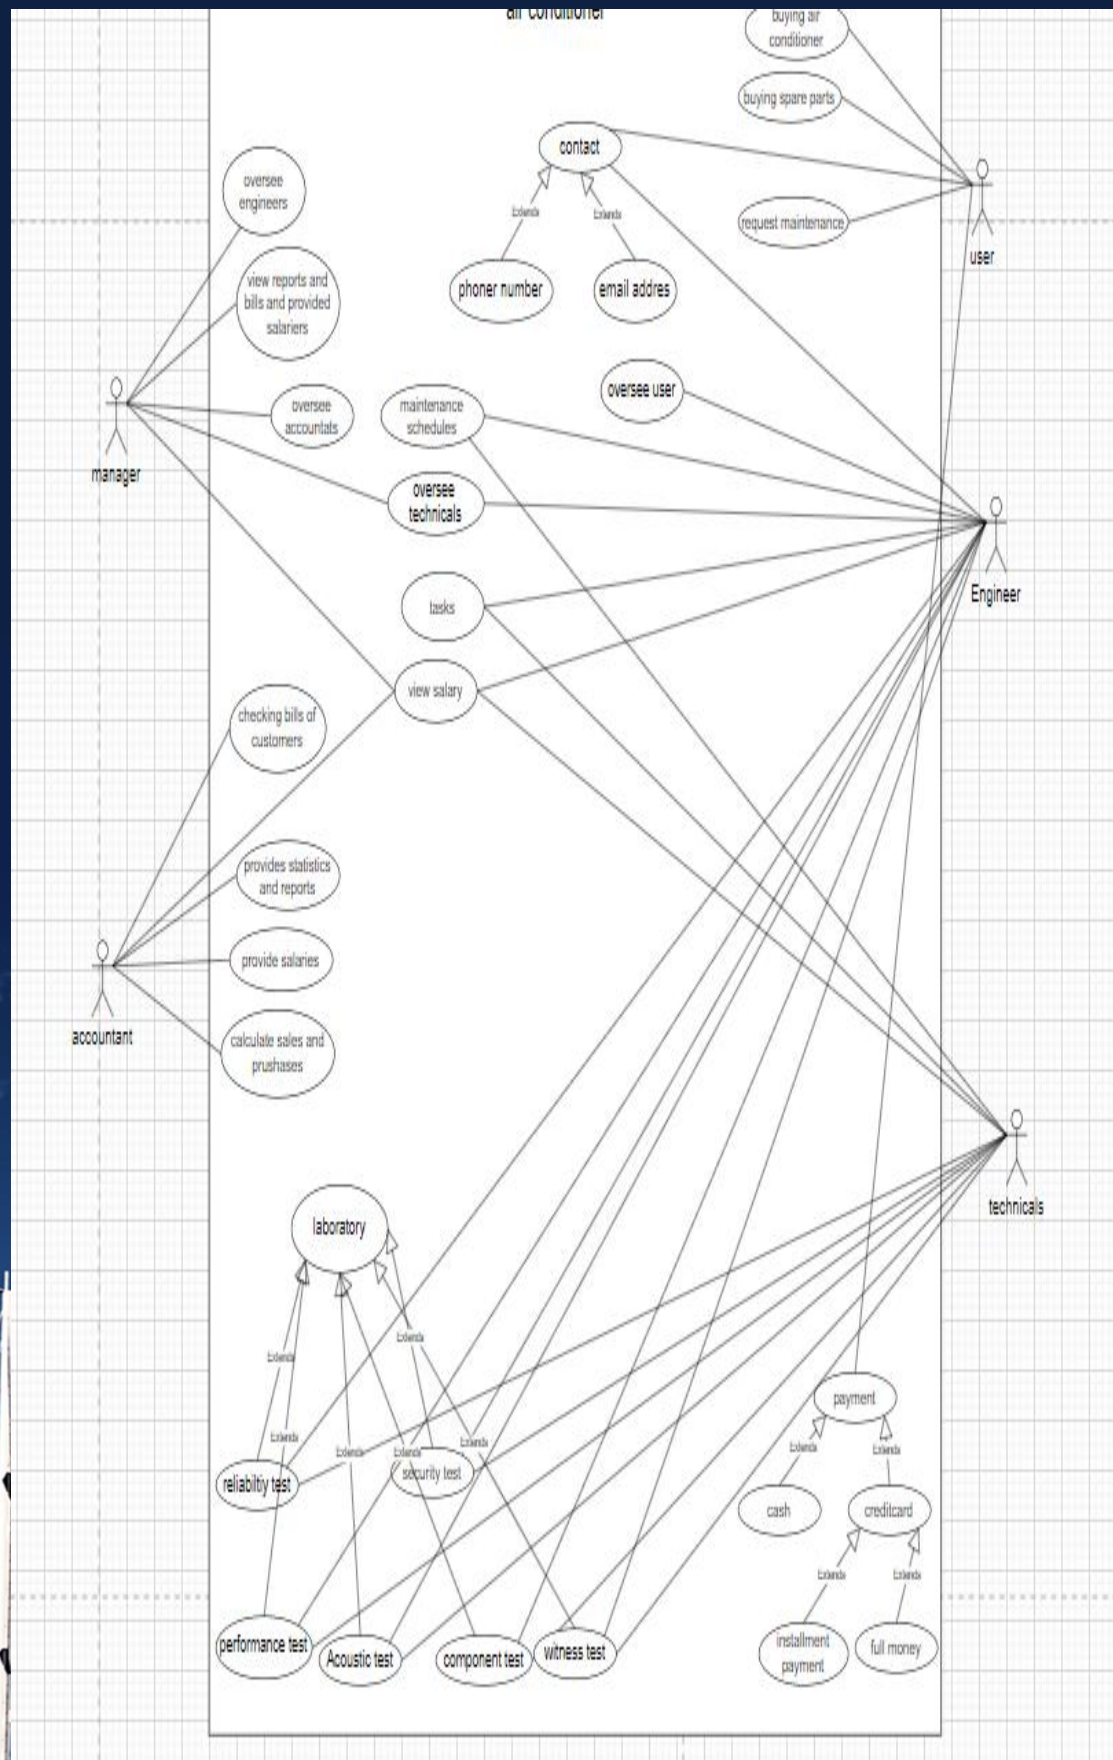 air conditioner
buying air
conditioner
buying spare parts
contact
oversee
engineers
Extends
Extends
request maintenance
user
view reports and
bills and provided
salariers
phoner number
email addres
oversee user
manager
oversee
accountats
maintenance
schedules
oversee
technicals
Engineer
tasks
view salary
checking bills of
customers
provides statistics
and reports
provide salaries
accountant
calculate sales and
prushases
technicals
laboratory
Extends
Extends
Extends
Extends
Extends
Extends
payment
Extends
Extends
reliabiltiy test
security test
cash
creditcard
Extends
Extends
performance test
Acoustic test
component test
witness test
installment
payment
full money